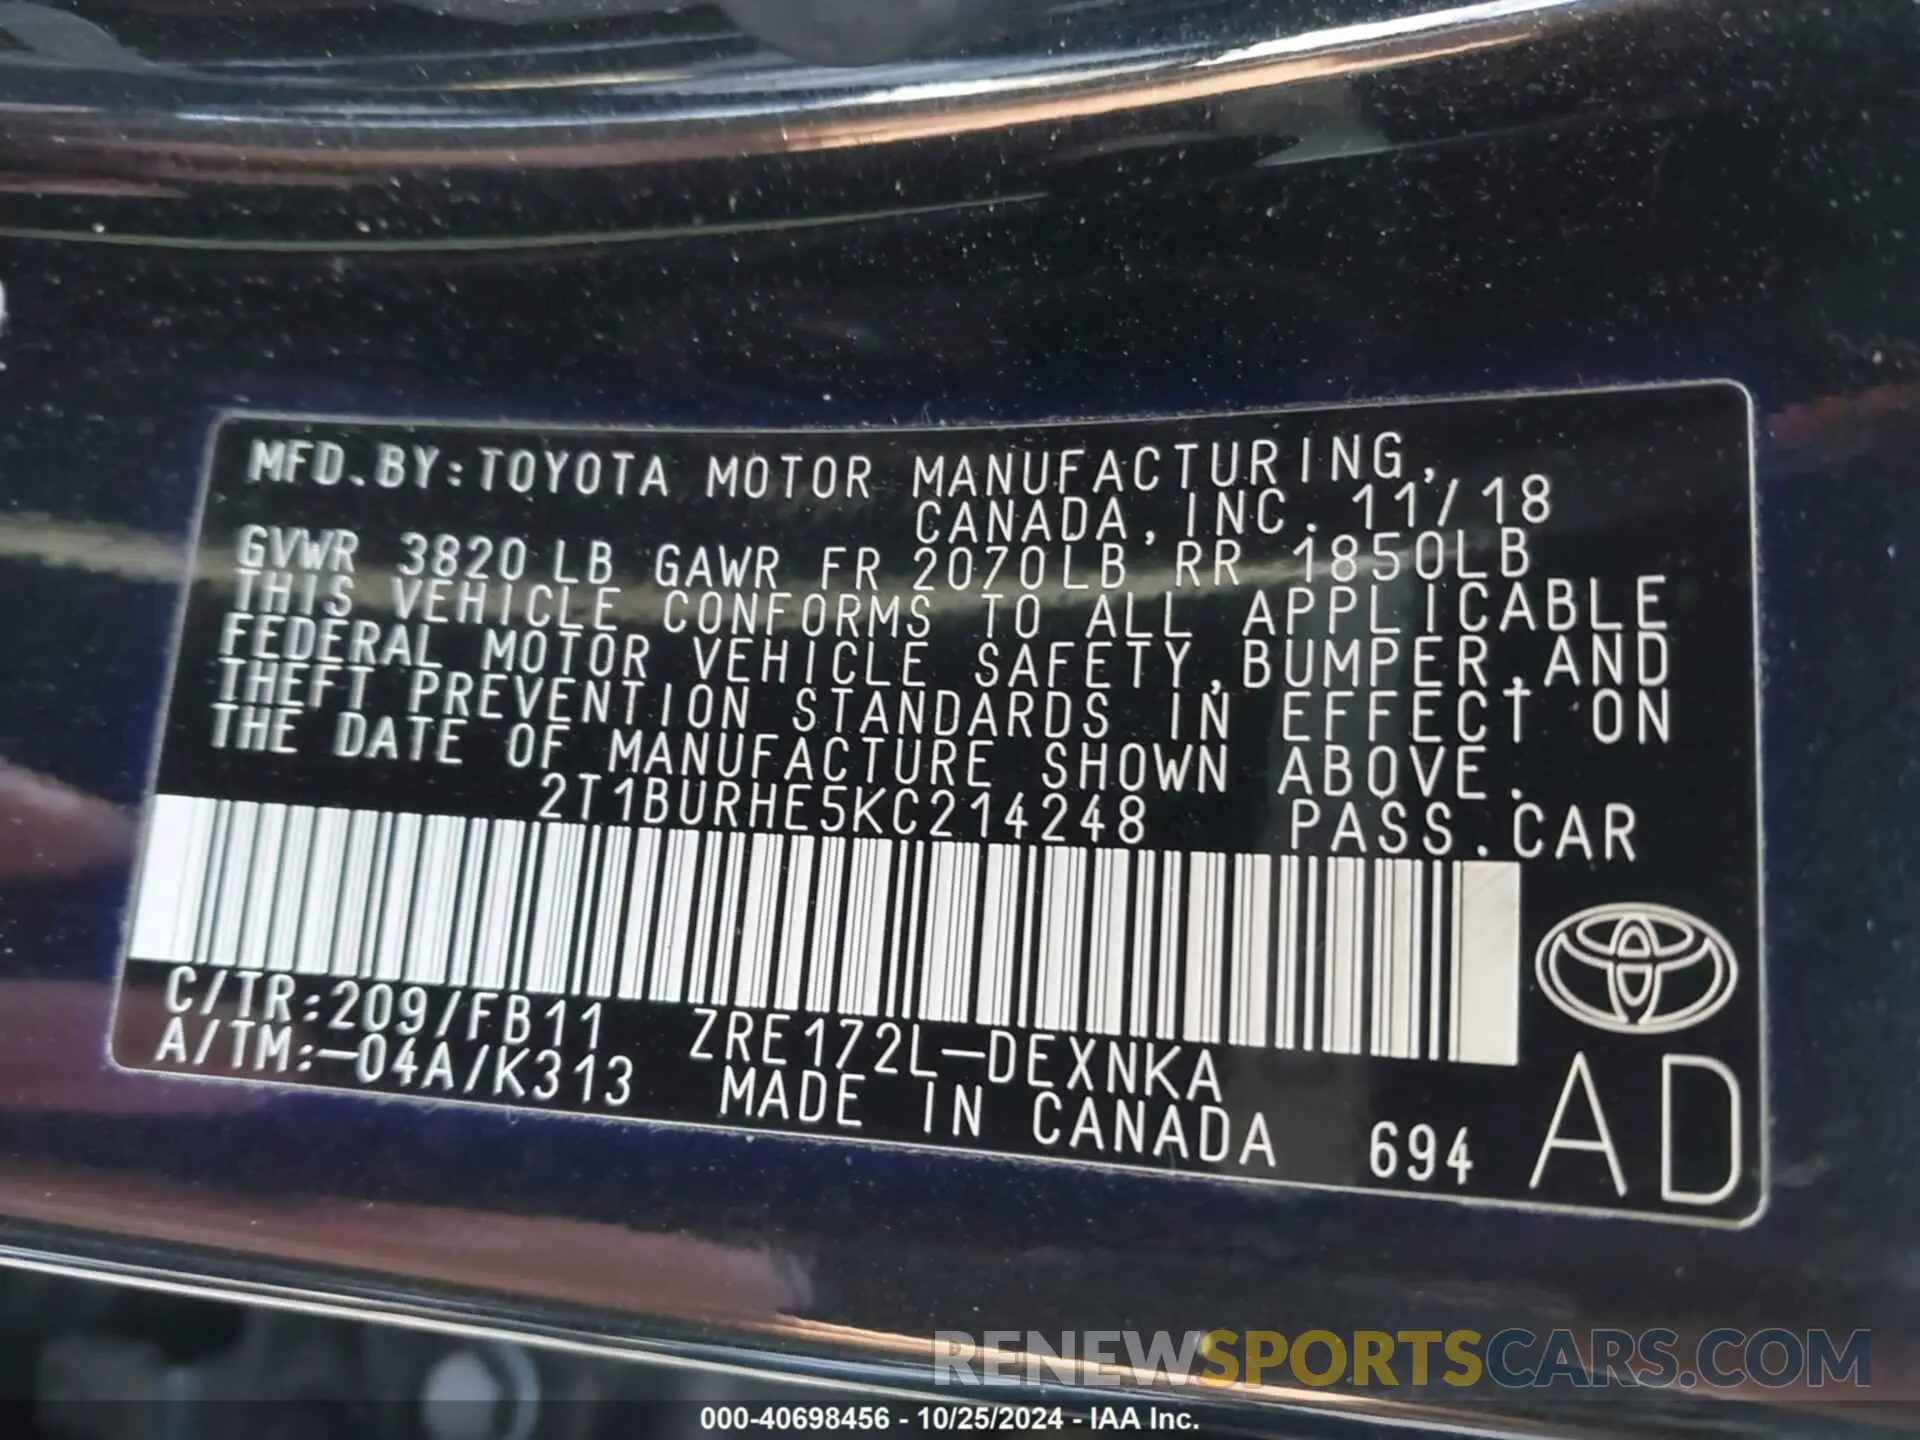 MFD.BY:TOYOTA MOTOR MANUFACTURING,
CANADA,INC. 11/18
GVWR 3820 LB GAWR FR 2070LB RR 1850LB
THIS VEHICLE CONFORMS TO ALL APPLICABLE
FEDERAL MOTOR VEHICLE SAFETY,BUMPER,AND
THEFT PREVENTION STANDARDS IN EFFECT ON
THE DATE OF MANUFACTURE SHOWN ABOVE.
2T1BURHE5KC214248 PASS.CAR
C/TR:209/FB11 ZRE172L-DEXNKA
A/TM:-04A/K313 MADE IN CANADA 694 AD
RENEWSPORTSCARS.COM
000-40698456 - 10/25/2024 - IAA Inc.